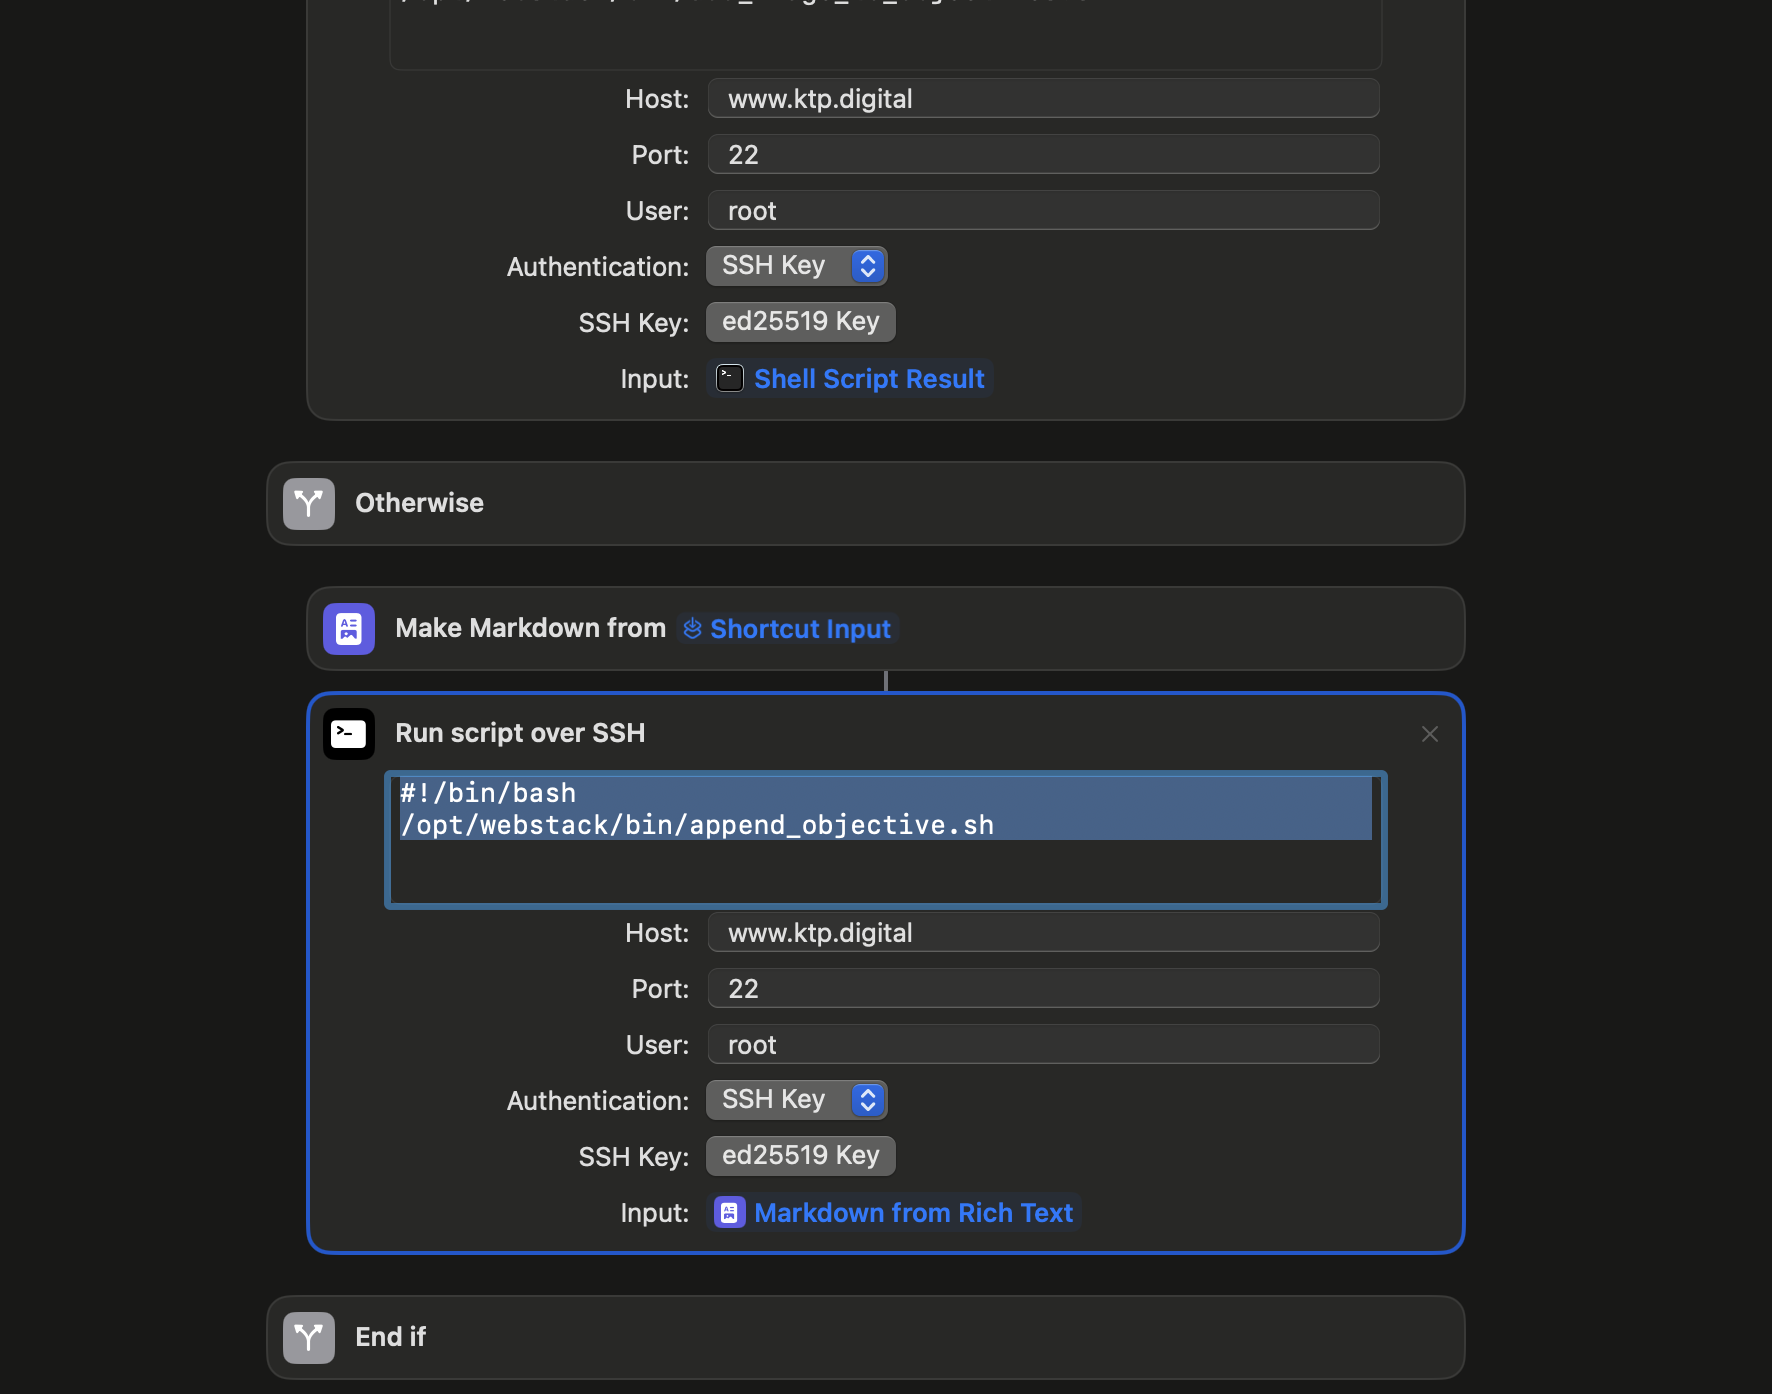 Host: www.ktp.digital
Port: 22
User: root
Authentication: SSH Key
SSH Key: ed25519 Key
Input: Shell Script Result
Otherwise
Make Markdown from Shortcut Input
Run script over SSH
#!/bin/bash
/opt/webstack/bin/append_objective.sh
Host: www.ktp.digital
Port: 22
User: root
Authentication: SSH Key
SSH Key: ed25519 Key
Input: Markdown from Rich Text
End if